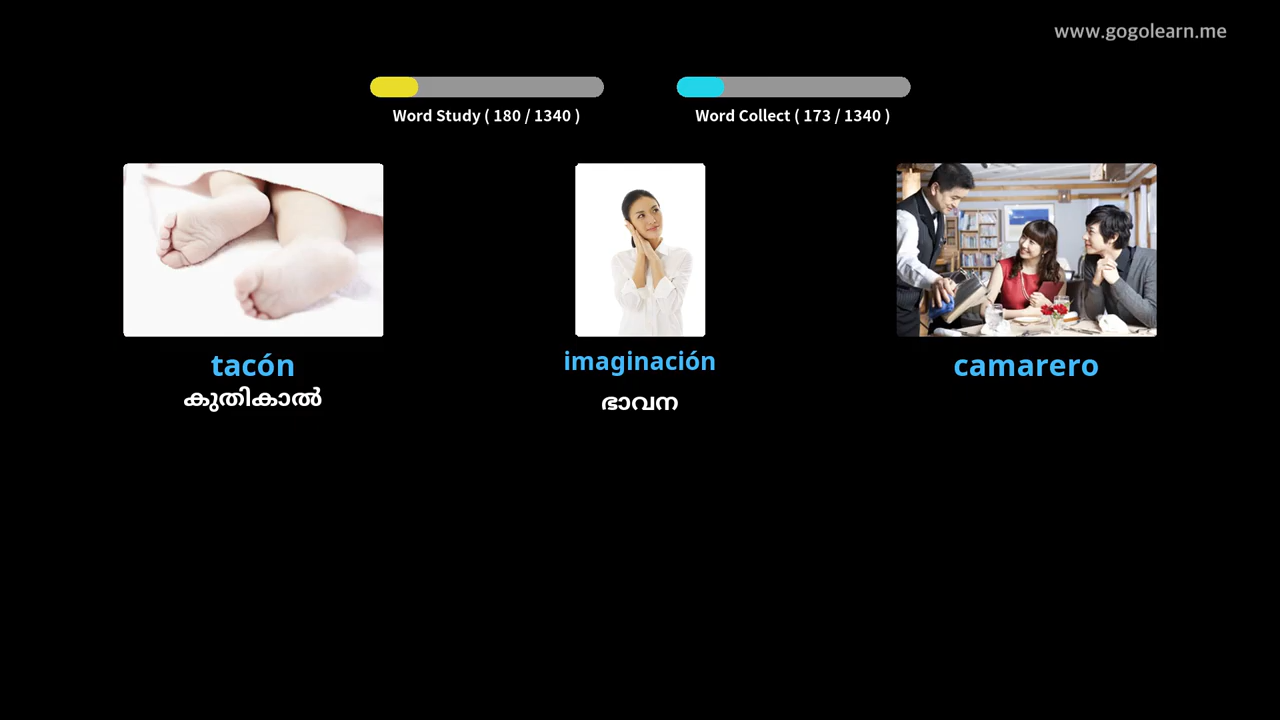 www.gogolearn.me
Word Study ( 180 / 1340 )
Word Collect ( 173 / 1340 )
tacón
കുതികാൽ
imaginación
ഭാവന
camarero